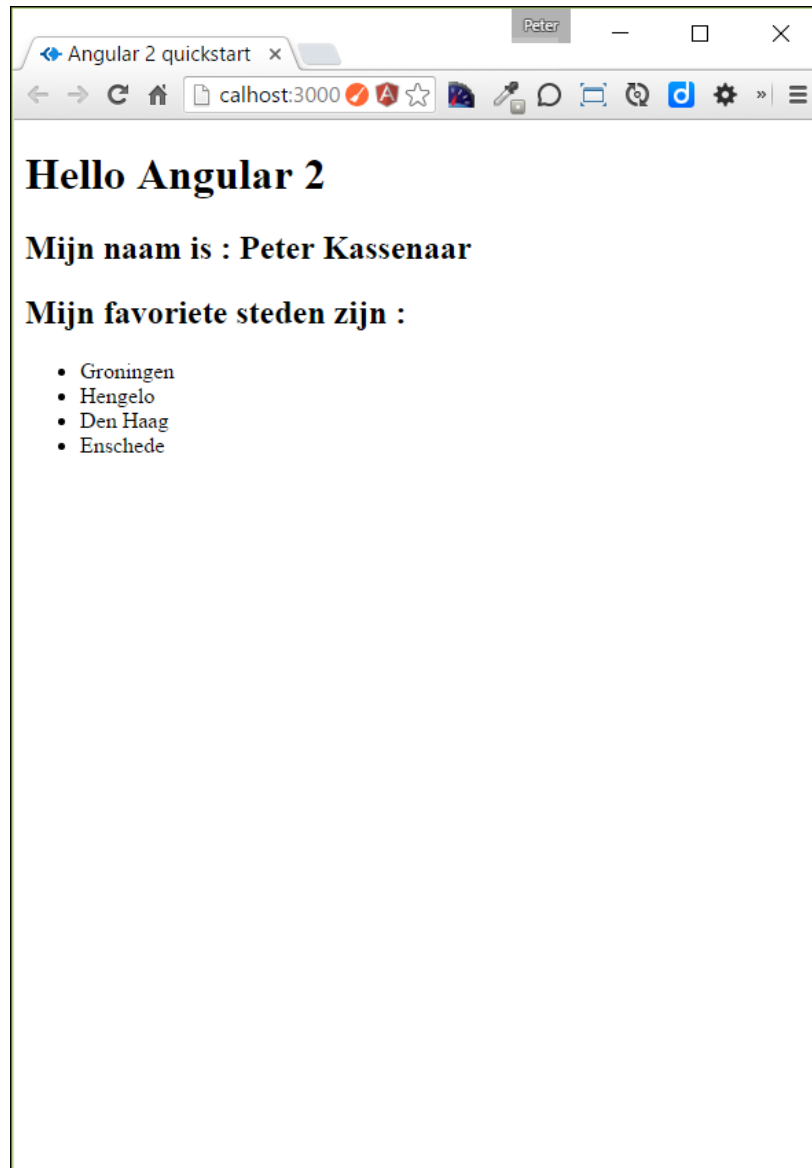 Peter
Angular 2 quickstart
calhost:3000
Hello Angular 2
Mijn naam is : Peter Kassenaar
Mijn favoriete steden zijn :
Groningen
Hengelo
Den Haag
Enschede